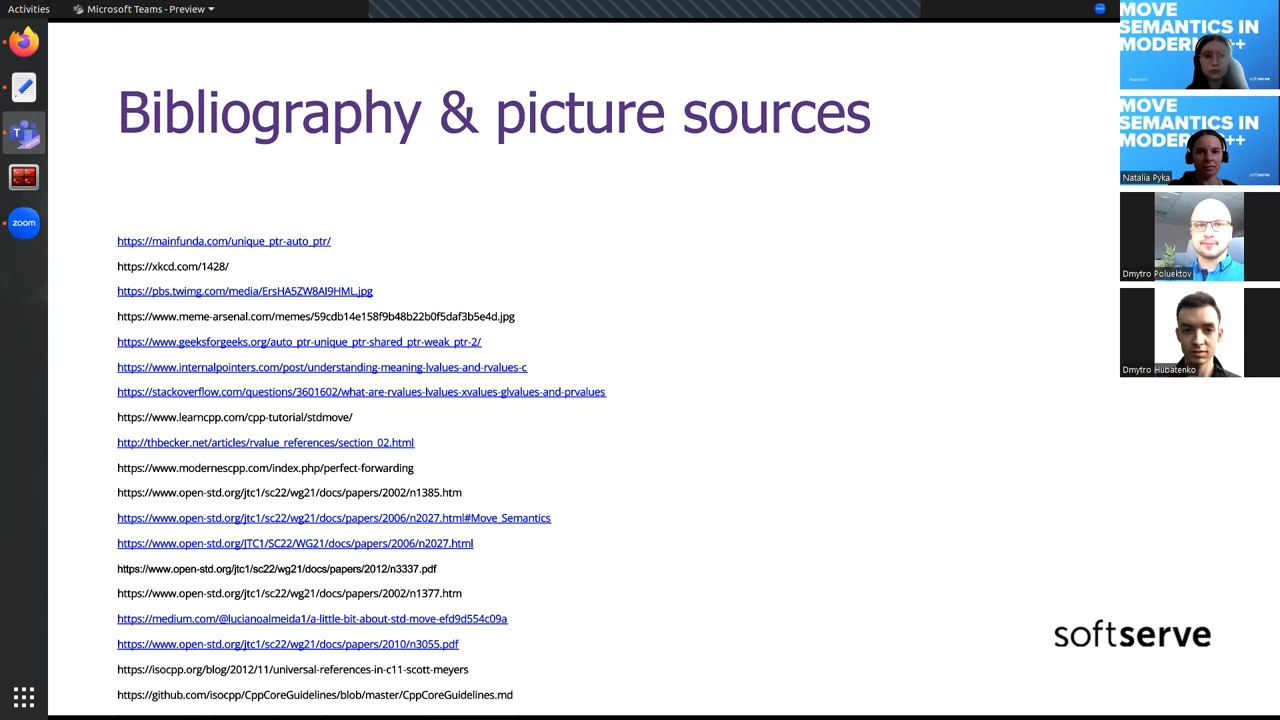 Activities
Microsoft Teams - Preview
Bibliography & picture sources
https://mainfunda.com/unique_ptr-auto_ptr/
https://xkcd.com/1428/
https://pbs.twimg.com/media/ErsHA5ZW8AI9HML.jpg
https://www.meme-arsenal.com/memes/59cdb14e158f9b48b22b0f5daf3b5e4d.jpg
https://www.geeksforgeeks.org/auto_ptr-unique_ptr-shared_ptr-weak_ptr-2/
https://www.internalpointers.com/post/understanding-meaning-lvalues-and-rvalues-c
https://stackoverflow.com/questions/3601602/what-are-rvalues-lvalues-xvalues-glvalues-and-prvalues
https://www.learncpp.com/cpp-tutorial/stdmove/
http://thbecker.net/articles/rvalue_references/section_02.html
https://www.modernescpp.com/index.php/perfect-forwarding
https://www.open-std.org/jtc1/sc22/wg21/docs/papers/2002/n1385.htm
https://www.open-std.org/jtc1/sc22/wg21/docs/papers/2006/n2027.html#Move_Semantics
https://www.open-std.org/JTC1/SC22/WG21/docs/papers/2006/n2027.html
https://www.open-std.org/jtc1/sc22/wg21/docs/papers/2012/n3337.pdf
https://www.open-std.org/jtc1/sc22/wg21/docs/papers/2002/n1377.htm
https://medium.com/@lucianoalmeida1/a-little-bit-about-std-move-efd9d554c09a
https://www.open-std.org/jtc1/sc22/wg21/docs/papers/2010/n3055.pdf
https://isocpp.org/blog/2012/11/universal-references-in-c11-scott-meyers
https://github.com/isocpp/CppCoreGuidelines/blob/master/CppCoreGuidelines.md
softserve
zoom
MOVE
SEMANTICS IN
MODERN ++
softserve
MOVE
SEMANTICS IN
MODERN ++
softserve
Natalia Pyka
Dmytro Poluektov
Dmytro Hubatenko